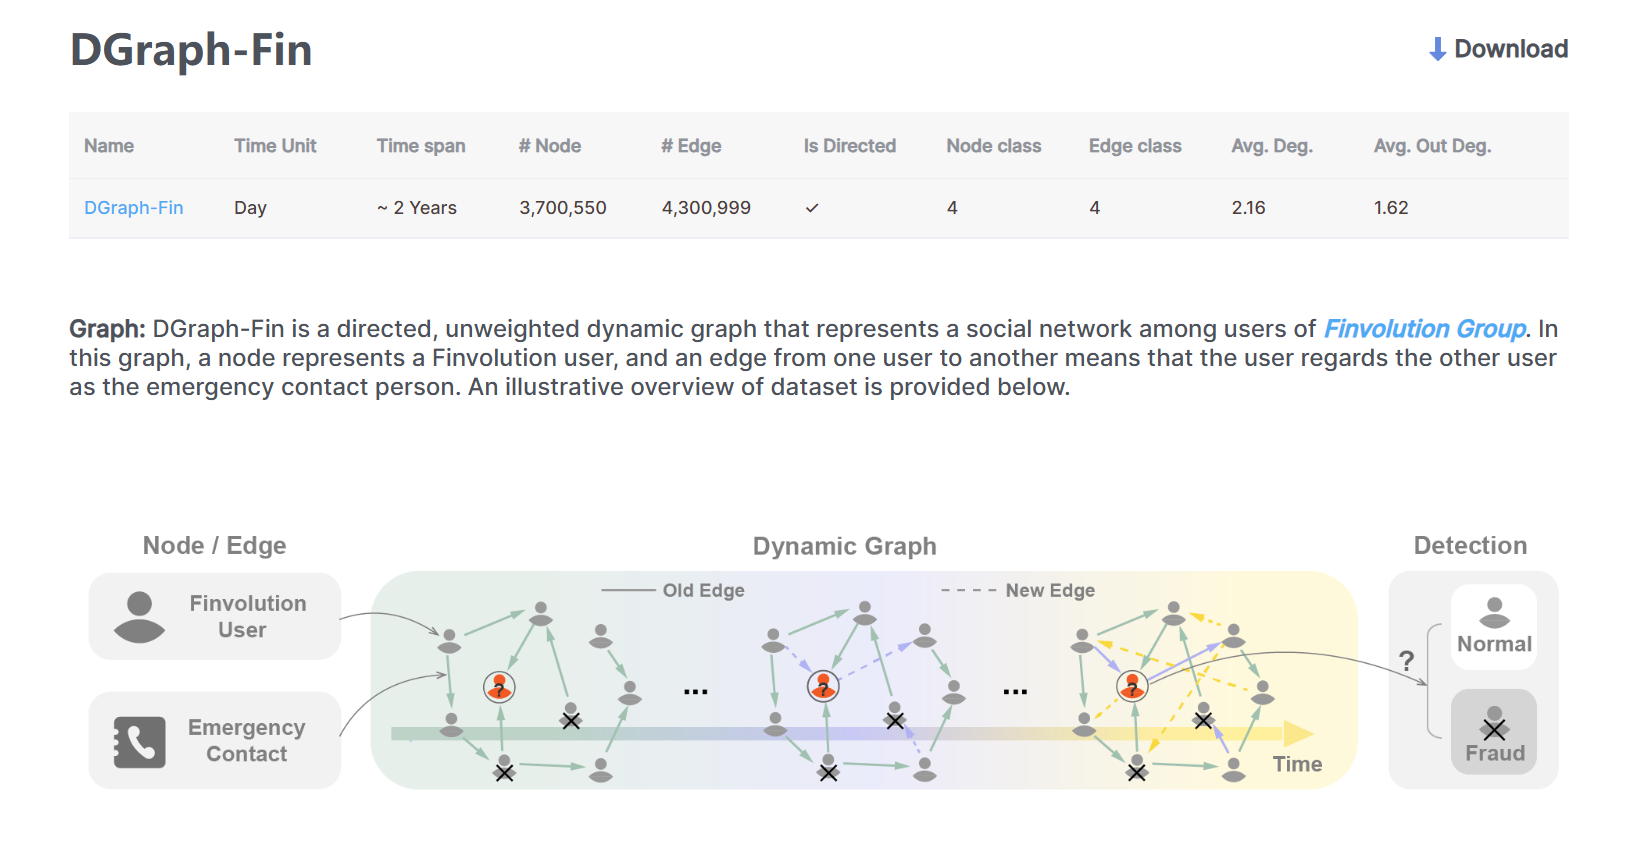 DGraph-Fin
Download
Name Time Unit Time span # Node # Edge Is Directed Node class Edge class Avg. Deg. Avg. Out Deg.
DGraph-Fin Day ~ 2 Years 3,700,550 4,300,999 ✓ 4 4 2.16 1.62
Graph: DGraph-Fin is a directed, unweighted dynamic graph that represents a social network among users of Finvolution Group. In
this graph, a node represents a Finvolution user, and an edge from one user to another means that the user regards the other user
as the emergency contact person. An illustrative overview of dataset is provided below.
Node / Edge
Finvolution
User
Emergency
Contact
Dynamic Graph
Old Edge
New Edge
?
...
?
...
?
Time
Detection
?
Normal
Fraud